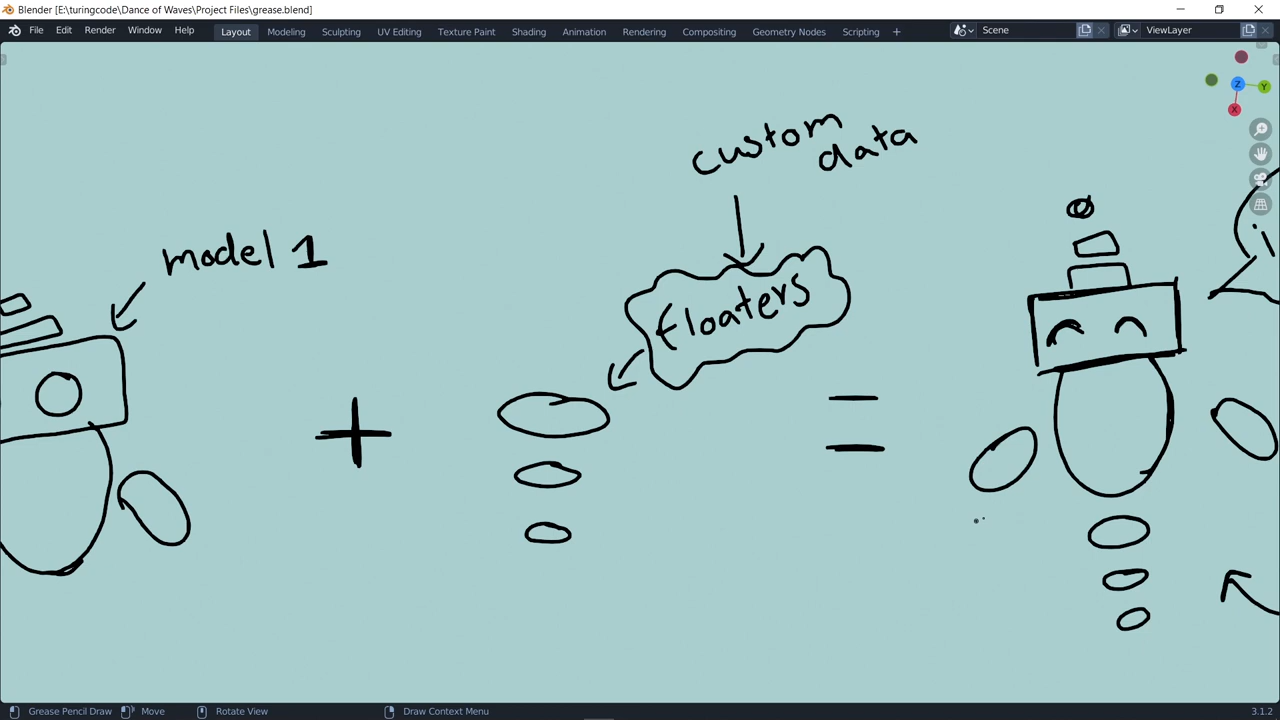 Blender [E:\turingcode\Dance of Waves\Project Files\grease.blend]
File Edit Render Window Help Layout Modeling Sculpting UV Editing Texture Paint Shading Animation Rendering Compositing Geometry Nodes Scripting + Scene ViewLayer
custom
data
model 1
floaters
+
=
i
Z
Y
X
Grease Pencil Draw Move Rotate View Draw Context Menu 3.1.2